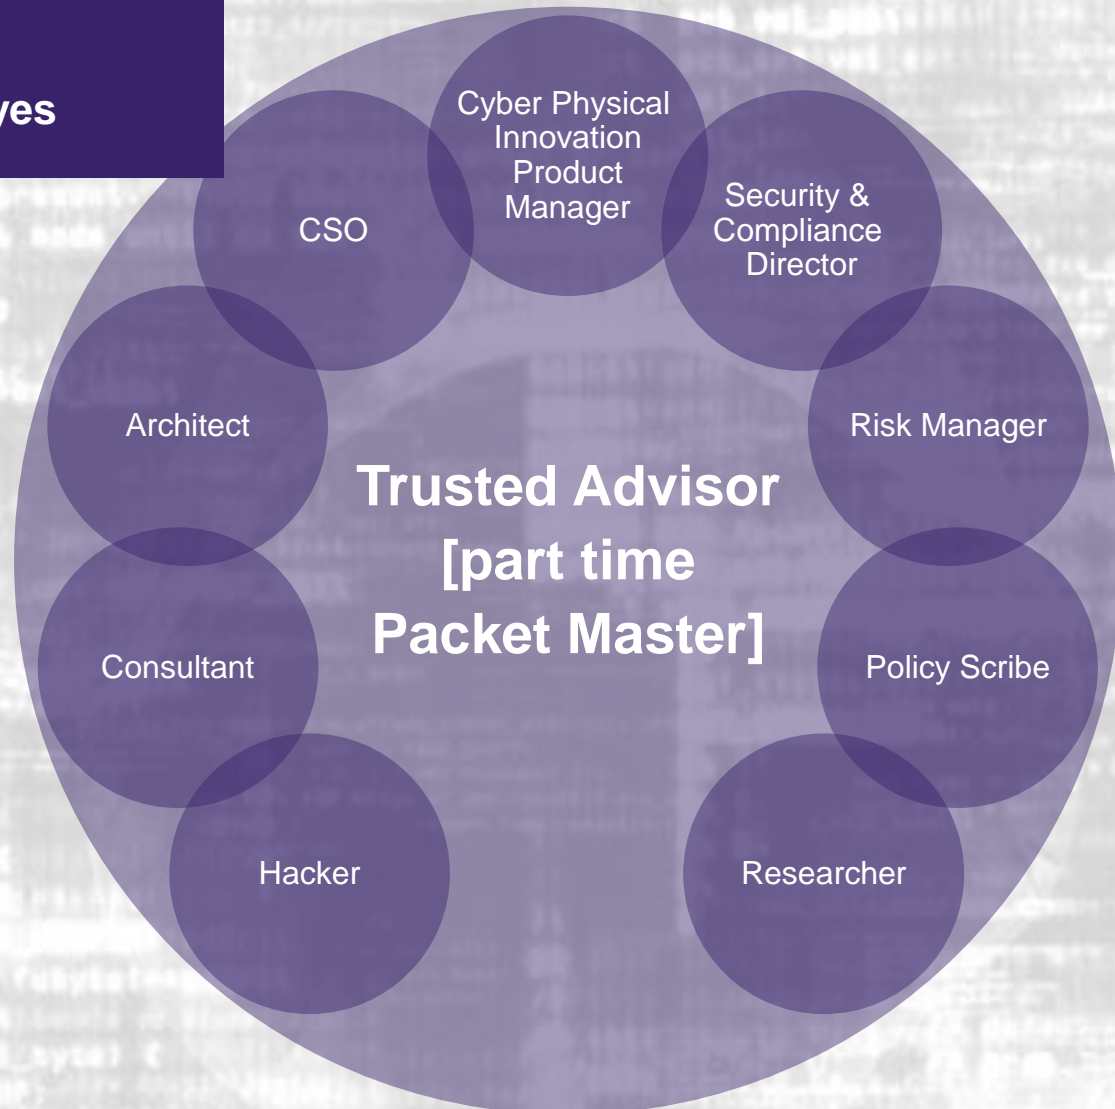 yes
Cyber Physical
Innovation
Product
Manager
CSO
Security &
Compliance
Director
Architect
Risk Manager
Trusted Advisor
[part time
Packet Master]
Consultant
Policy Scribe
Hacker
Researcher